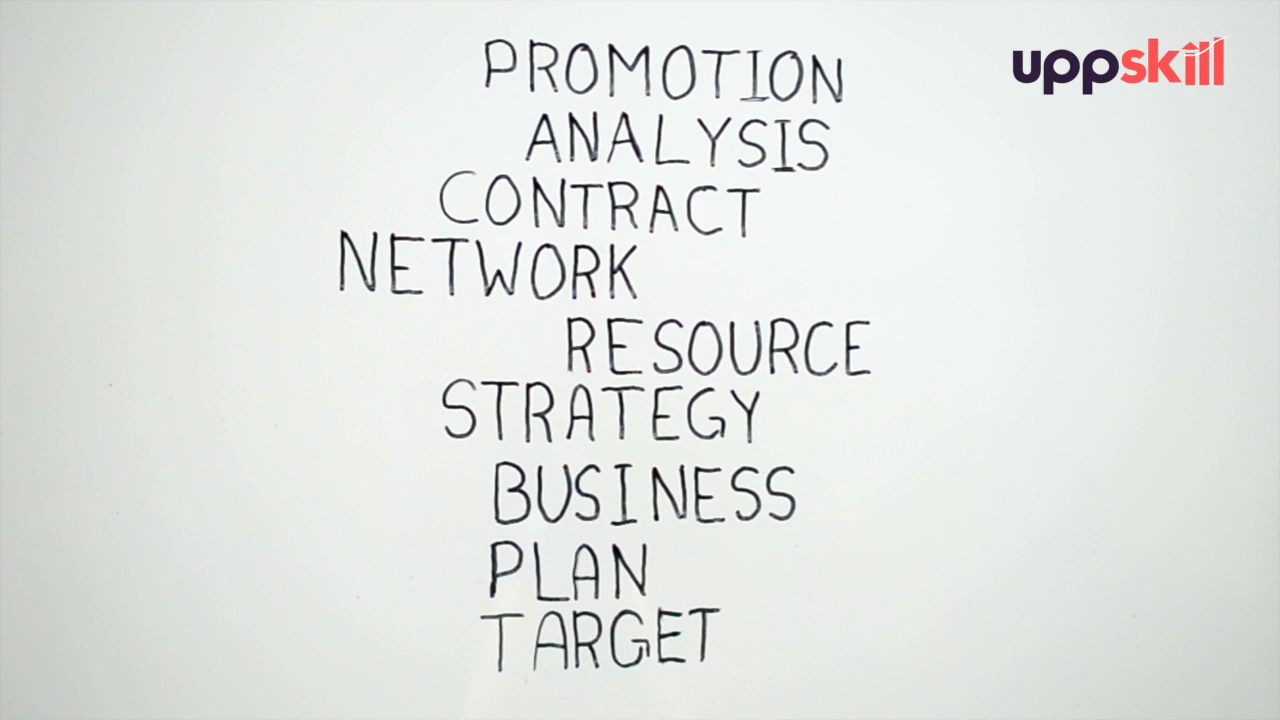 PROMOTION
uppskill
ANALYSIS
CONTRACT
NETWORK
RESOURCE
STRATEGY
BUSINESS
PLAN
TARGET